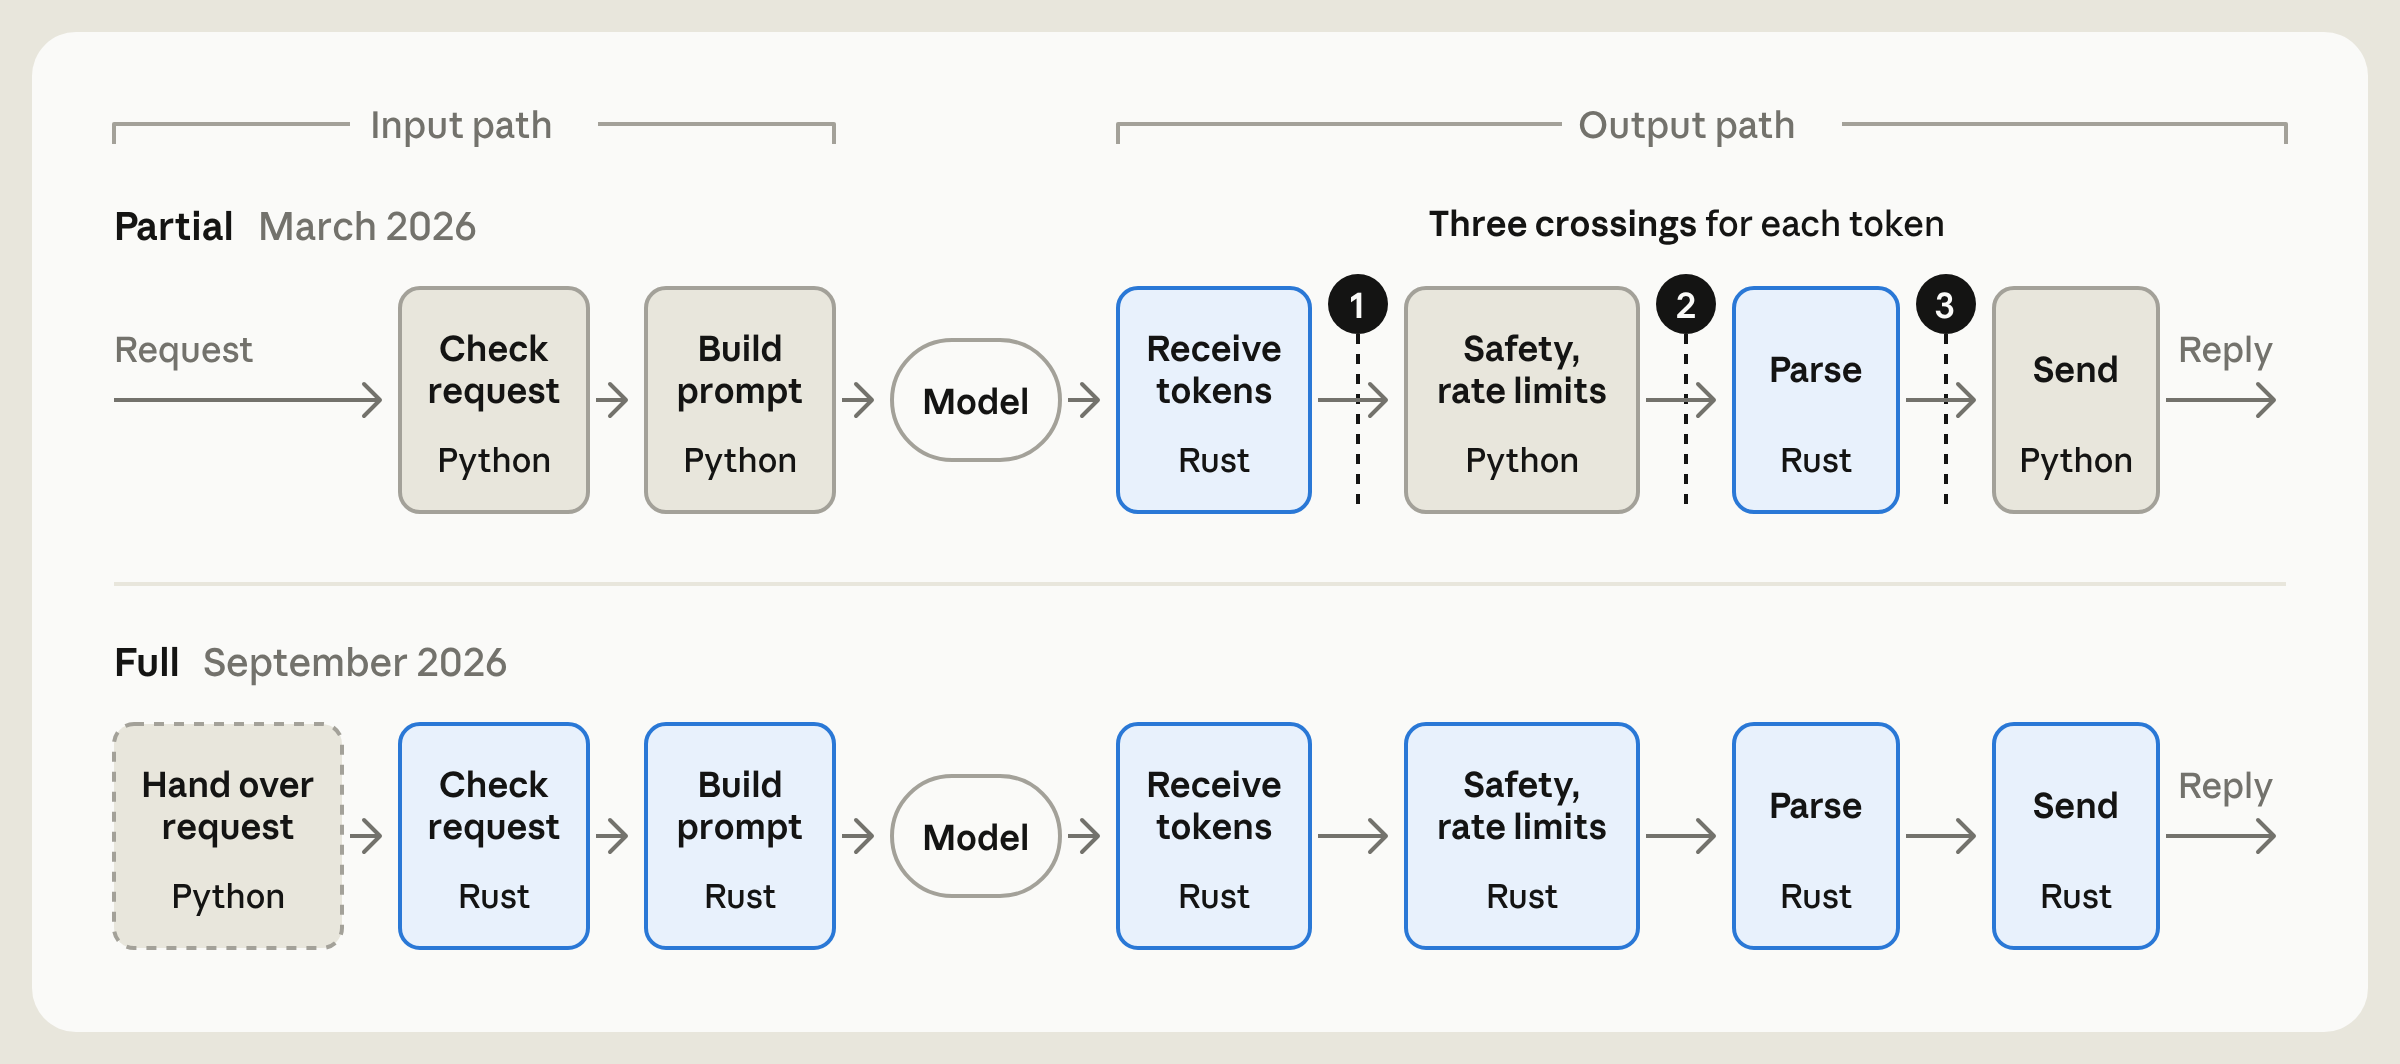 Input path
Output path
Partial March 2026
Three crossings for each token
Request
Check
request
Python
Build
prompt
Python
Model
Receive
tokens
Rust
1
Safety,
rate limits
Python
2
Parse
Rust
3
Send
Python
Reply
Full September 2026
Hand over
request
Python
Check
request
Rust
Build
prompt
Rust
Model
Receive
tokens
Rust
Safety,
rate limits
Rust
Parse
Rust
Send
Rust
Reply